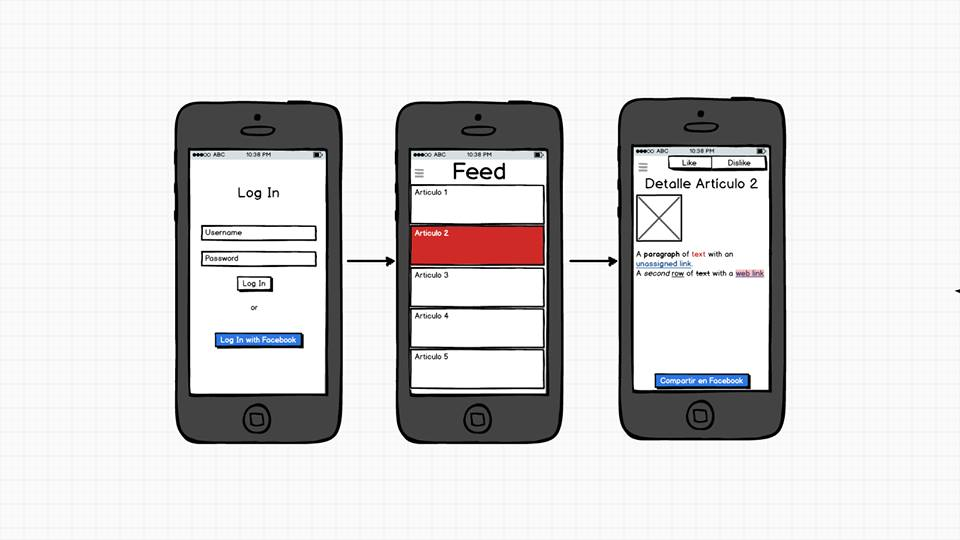 ●●●○○ ABC 10:38 PM
Log In
Username
Password
Log In
or
Log In with Facebook
●●●○○ ABC 10:38 PM
Feed
Articulo 1
Articulo 2
Articulo 3
Articulo 4
Articulo 5
●●●○○ ABC 10:38 PM
Like Dislike
Detalle Artículo 2
A paragraph of text with an
unassigned link.
A second row of text with a web link
Compartir en Facebook